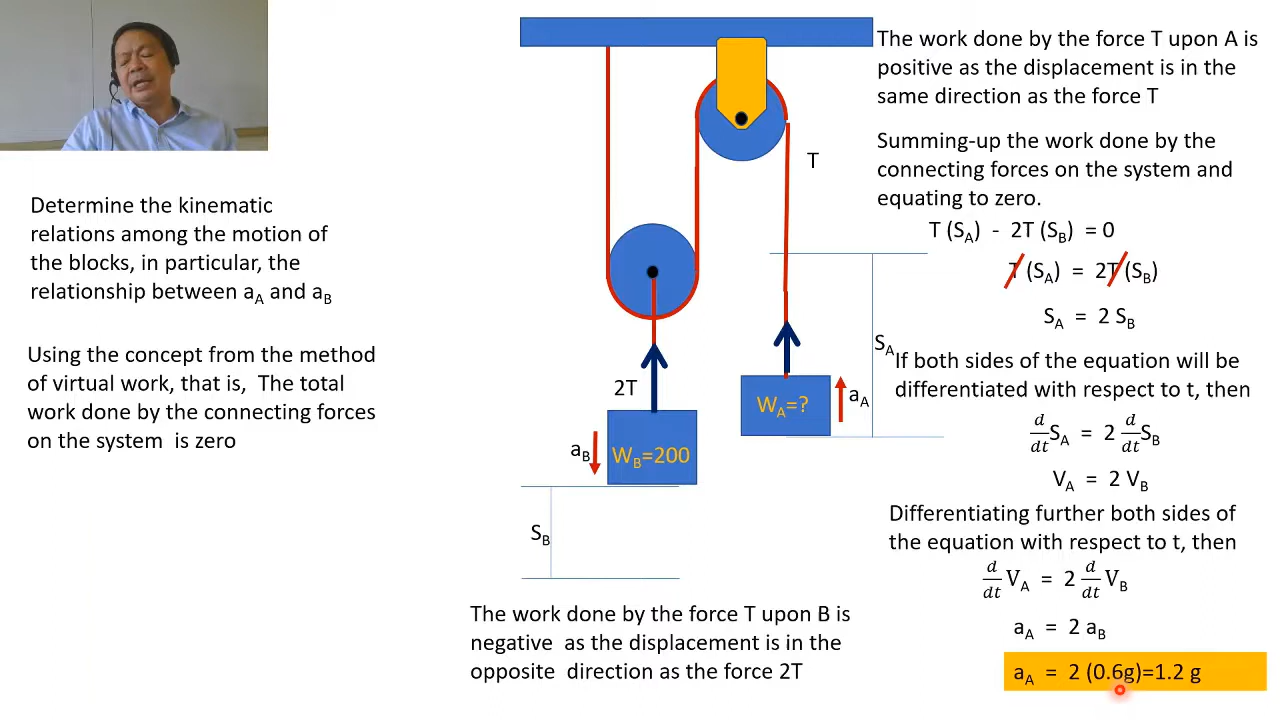 Determine the kinematic
relations among the motion of
the blocks, in particular, the
relationship between aA and aB
Using the concept from the method
of virtual work, that is, The total
work done by the connecting forces
on the system is zero
T
2T
WA=?
aA
SA
aB
WB=200
SB
The work done by the force T upon B is
negative as the displacement is in the
opposite direction as the force 2T
The work done by the force T upon A is
positive as the displacement is in the
same direction as the force T
Summing-up the work done by the
connecting forces on the system and
equating to zero.
T (SA) - 2T (SB) = 0
T (SA) = 2T (SB)
SA = 2 SB
If both sides of the equation will be
differentiated with respect to t, then
d/dt SA = 2 d/dt SB
VA = 2 VB
Differentiating further both sides of
the equation with respect to t, then
d/dt VA = 2 d/dt VB
aA = 2 aB
aA = 2 (0.6g)=1.2 g